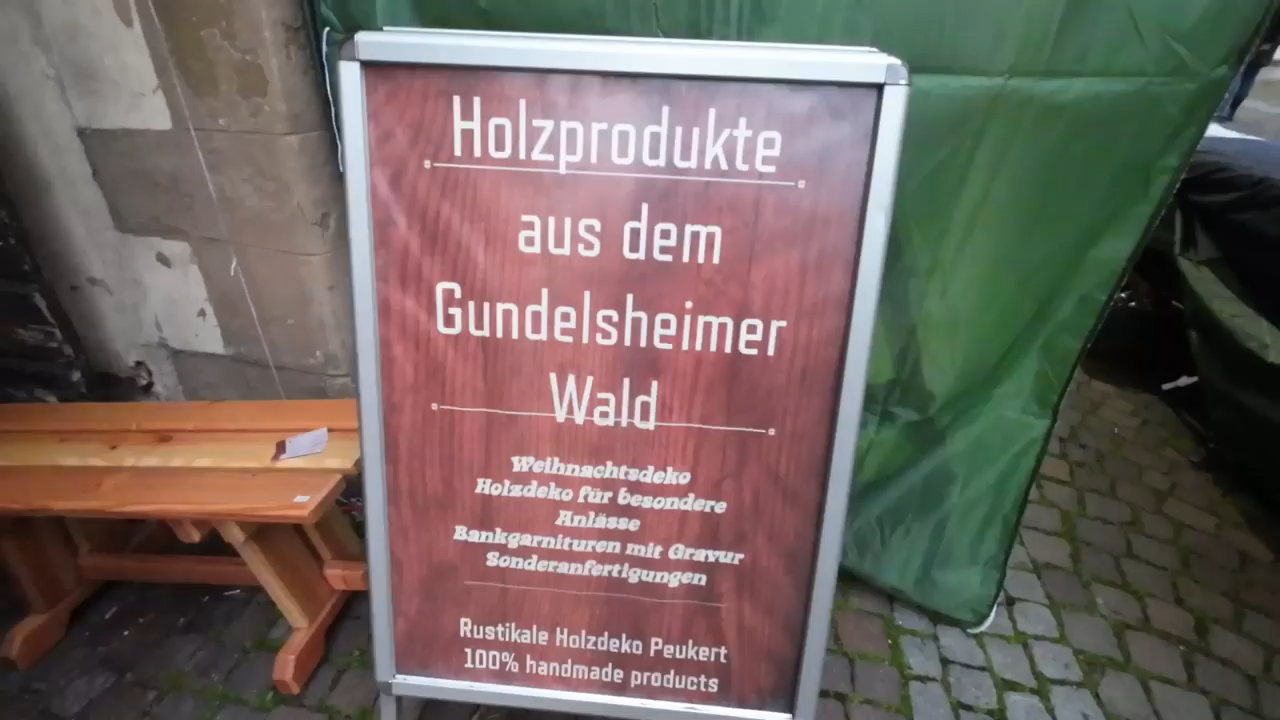 Holzprodukte
aus dem
Gundelsheimer
Wald
Weihnachtsdeko
Holzdeko für besondere
Anlässe
Bankgarnituren mit Gravur
Sonderanfertigungen
Rustikale Holzdeko Peukert
100% handmade products